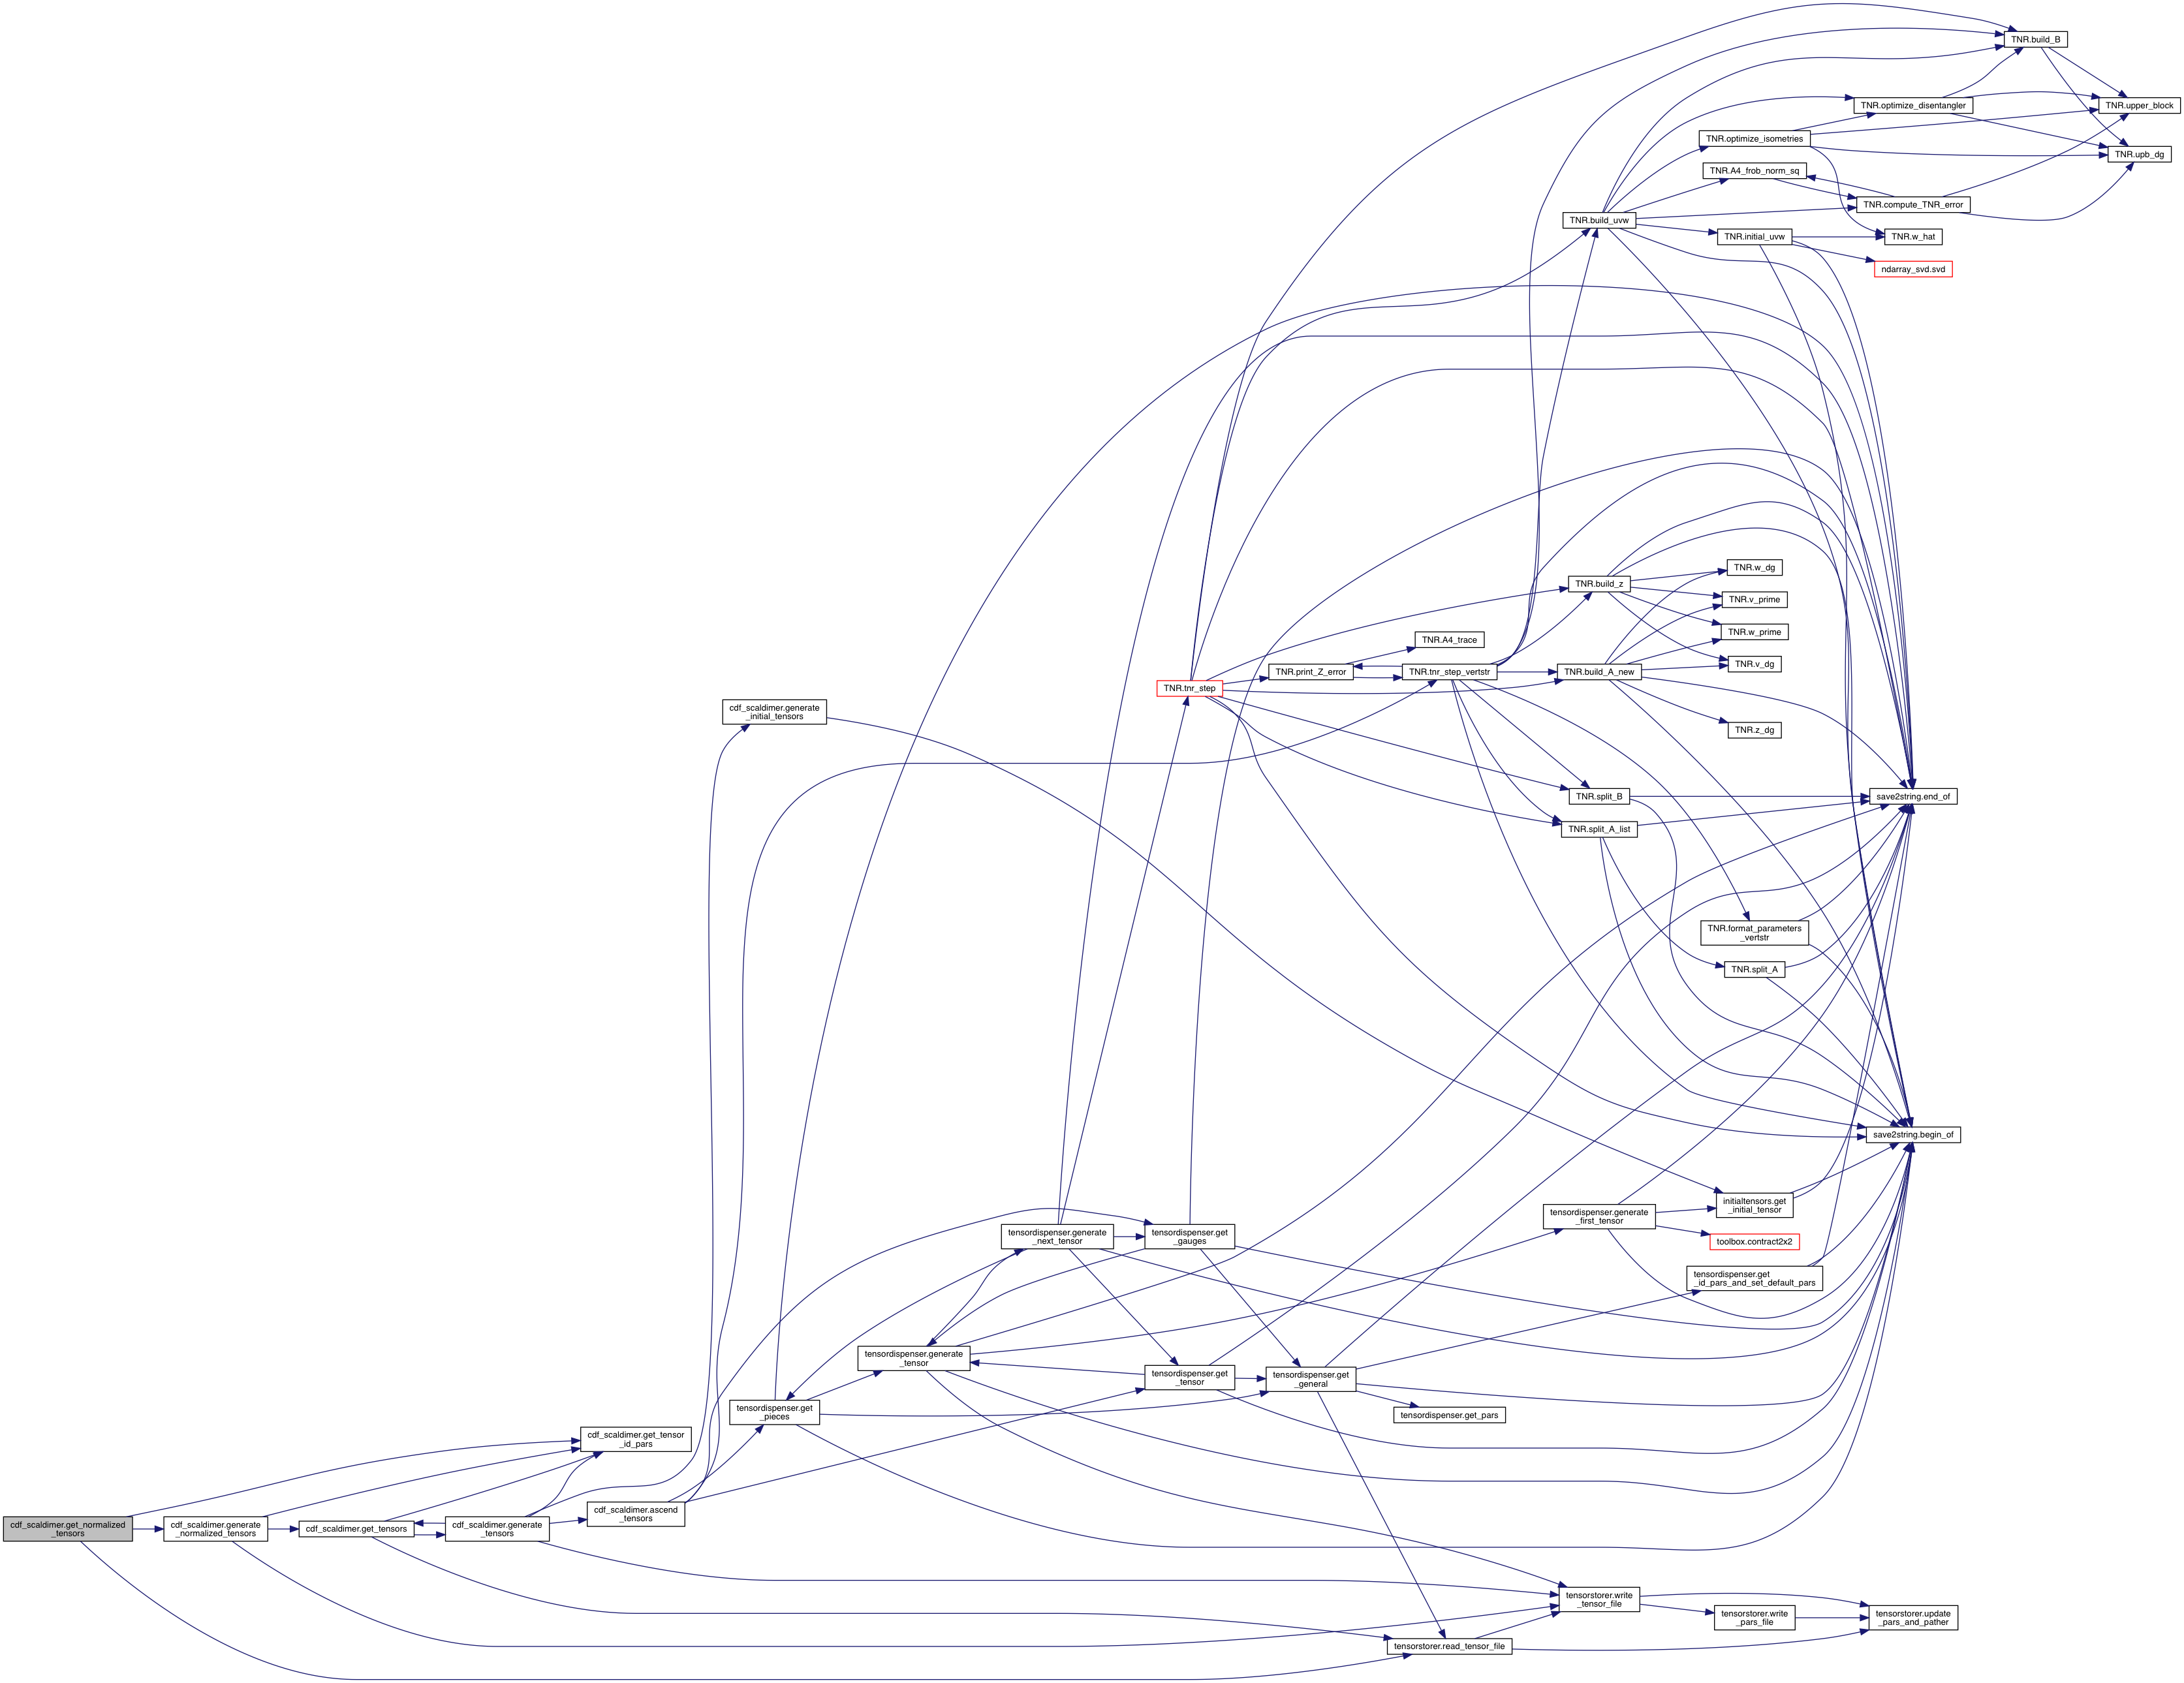 TNR.build_B
TNR.optimize_disentangler
TNR.upper_block
TNR.optimize_isometries
TNR.upb_dg
TNR.A4_frob_norm_sq
TNR.compute_TNR_error
TNR.build_uvw
TNR.initial_uvw
TNR.w_hat
ndarray_svd.svd
TNR.w_dg
TNR.build_z
TNR.v_prime
TNR.w_prime
TNR.A4_trace
TNR.v_dg
TNR.print_Z_error
TNR.tnr_step_vertstr
TNR.build_A_new
TNR.tnr_step
cdf_scaldimer.generate
_initial_tensors
TNR.z_dg
TNR.split_B
save2string.end_of
TNR.split_A_list
TNR.format_parameters
_vertstr
TNR.split_A
save2string.begin_of
initialtensors.get
_initial_tensor
tensordispenser.generate
_first_tensor
tensordispenser.generate
_next_tensor
tensordispenser.get
_gauges
toolbox.contract2x2
tensordispenser.get
_id_pars_and_set_default_pars
tensordispenser.generate
_tensor
tensordispenser.get
_tensor
tensordispenser.get
_general
tensordispenser.get
_pieces
tensordispenser.get_pars
cdf_scaldimer.get_tensor
_id_pars
cdf_scaldimer.ascend
_tensors
cdf_scaldimer.get_normalized
_tensors
cdf_scaldimer.generate
_normalized_tensors
cdf_scaldimer.get_tensors
cdf_scaldimer.generate
_tensors
tensorstorer.write
_tensor_file
tensorstorer.write
_pars_file
tensorstorer.update
_pars_and_pather
tensorstorer.read_tensor_file